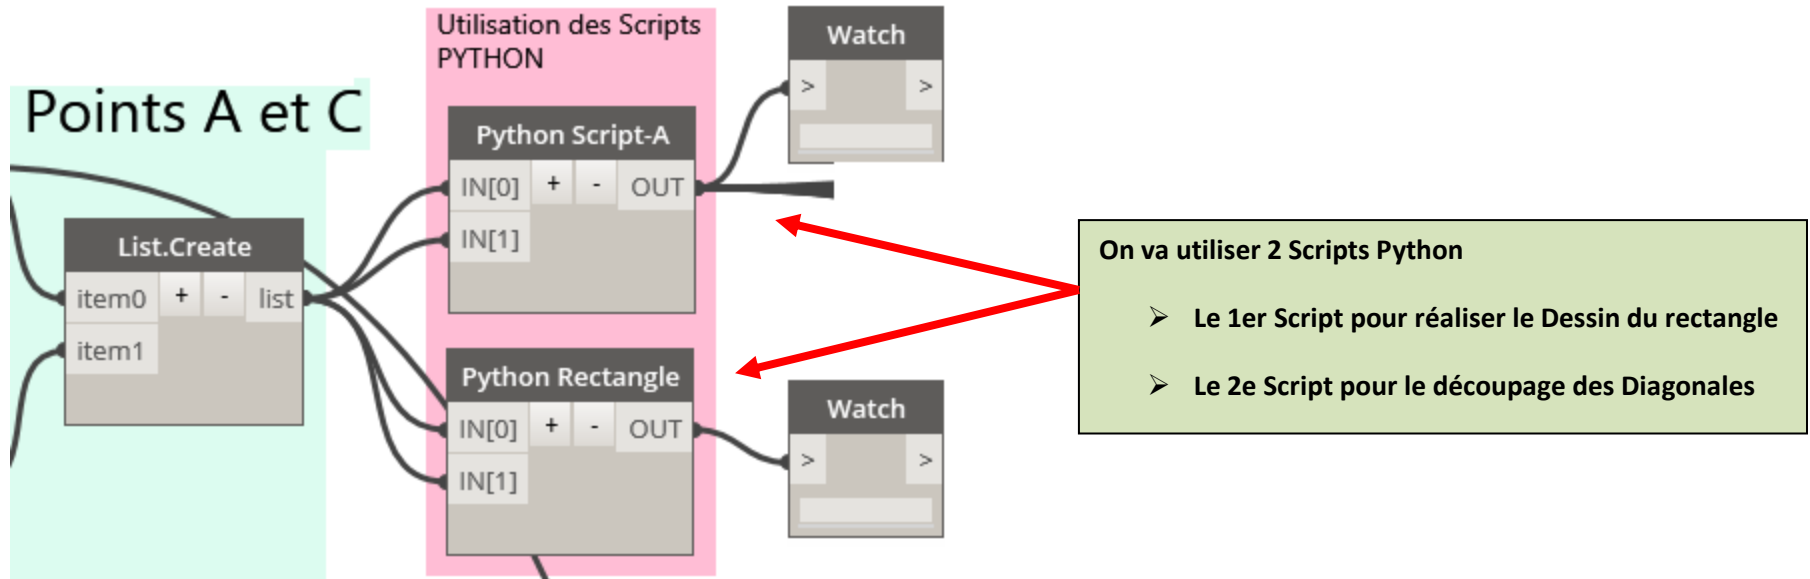 Points A et C
List.Create
item0 + - list
item1
Utilisation des Scripts
PYTHON
Python Script-A
IN[0] + - OUT
IN[1]
Python Rectangle
IN[0] + - OUT
IN[1]
Watch
> >
Watch
> >
On va utiliser 2 Scripts Python
➢ Le 1er Script pour réaliser le Dessin du rectangle
➢ Le 2e Script pour le découpage des Diagonales